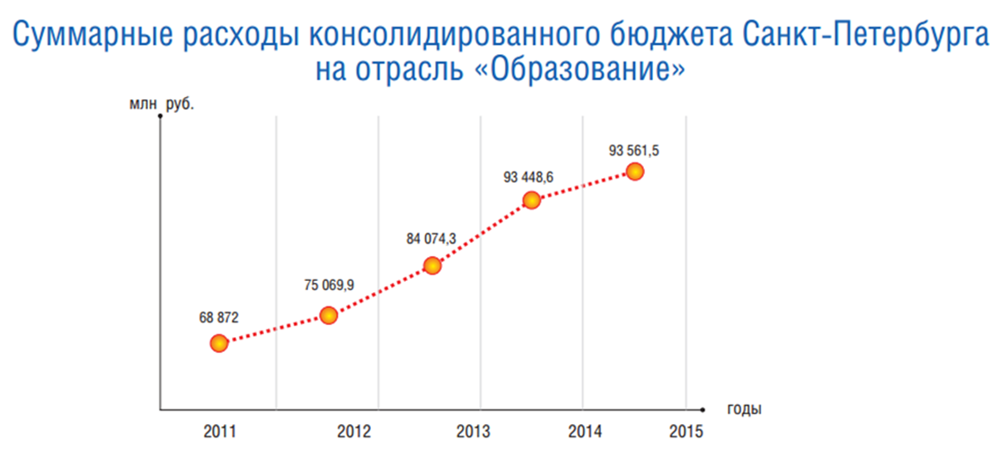 Суммарные расходы консолидированного бюджета Санкт-Петербурга
на отрасль «Образование»
млн руб.
93 561,5
93 448,6
84 074,3
75 069,9
68 872
годы
2011 2012 2013 2014 2015